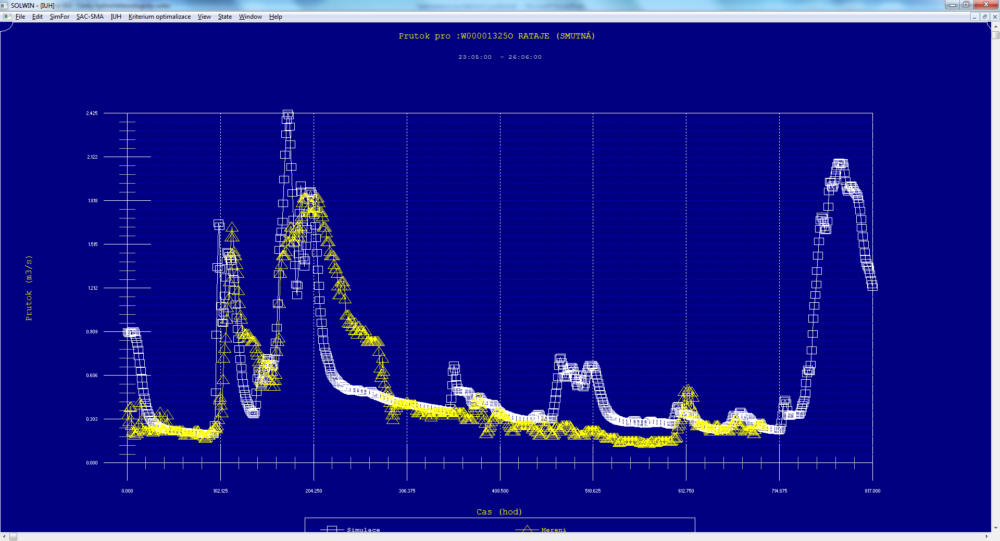 SOLWIN - [IUH]
File Edit SimFor SAC-SMA IUH Kriterium optimalizace View State Window Help
Prutok pro :W00001325O RATAJE (SMUTNÁ)
23:05:00 - 26:06:00
2.425
2.122
1.818
1.515
1.212
0.909
0.606
0.303
0.000
Prutok (m3/s)
0.000 102.125 204.250 306.375 408.500 510.625 612.750 714.875 817.000
Cas (hod)
Simulace Mereni